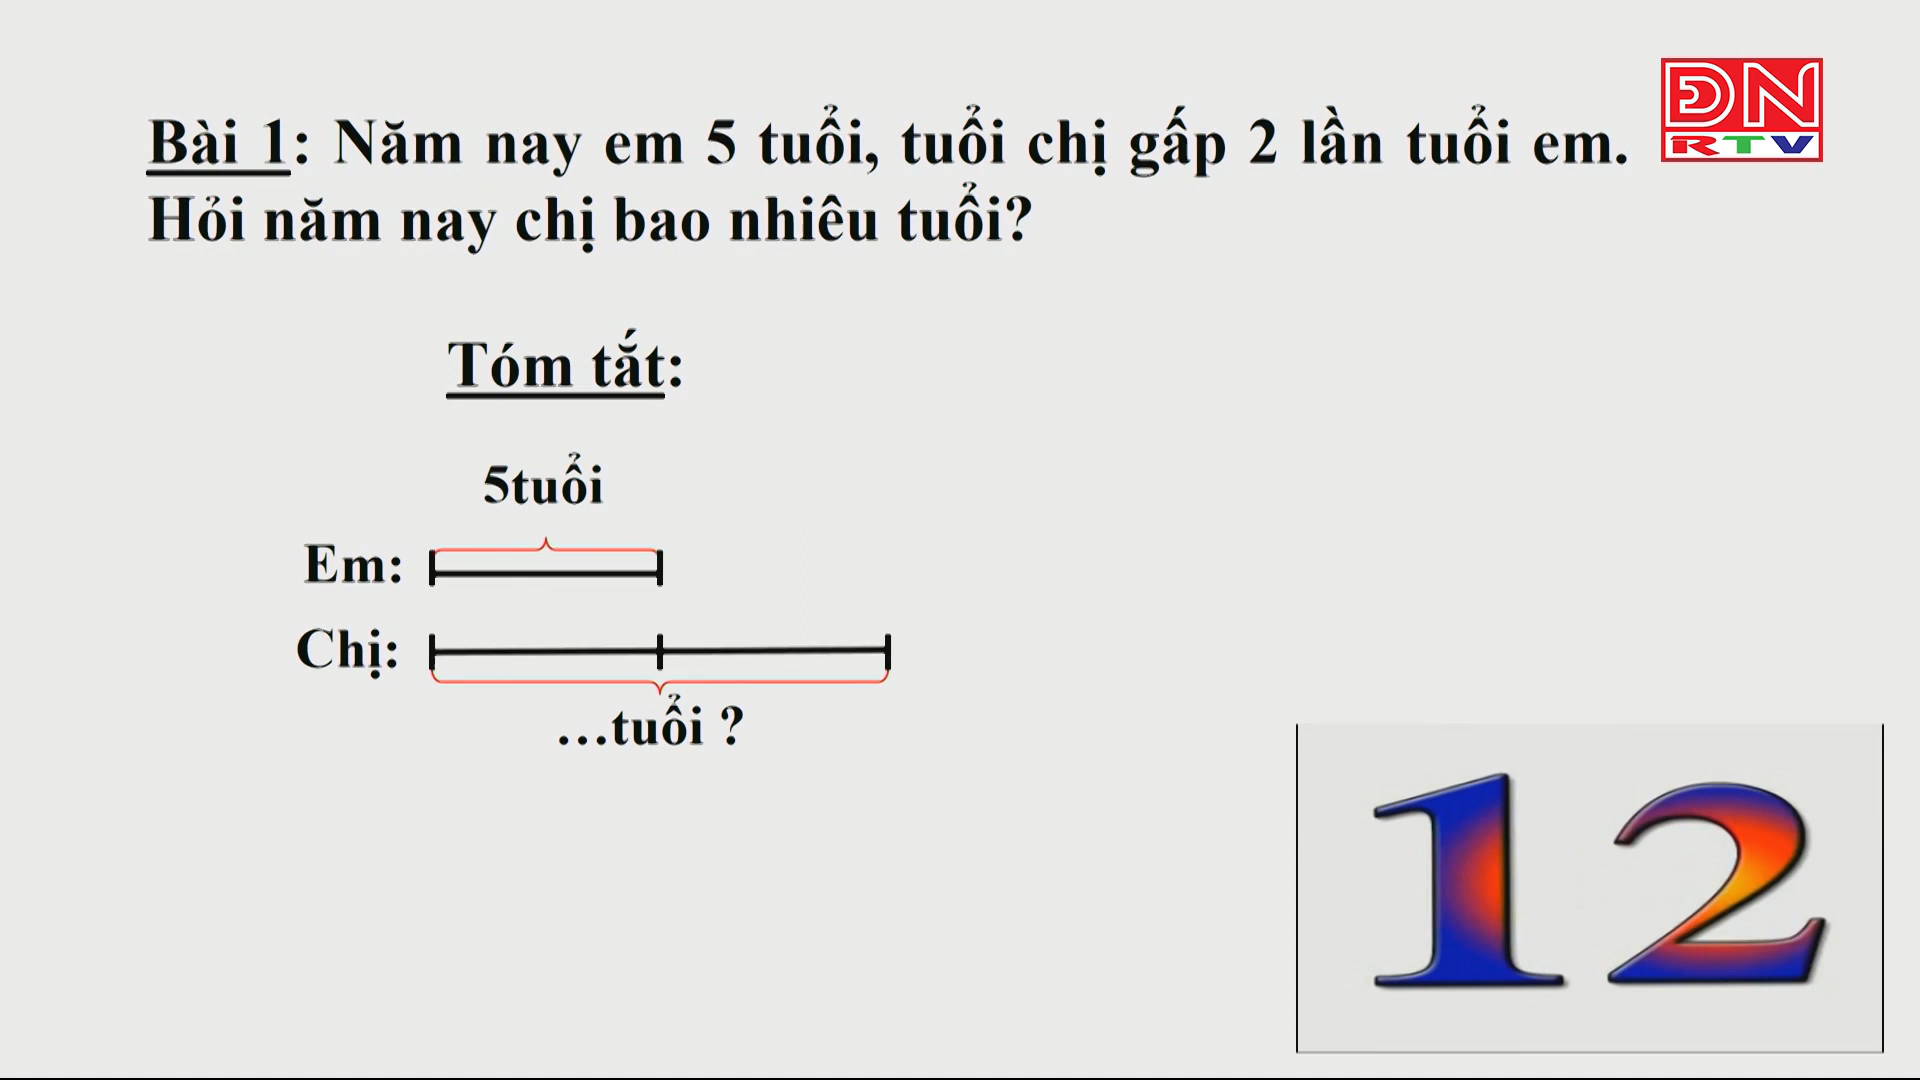 ĐN
RTV
Bài 1: Năm nay em 5 tuổi, tuổi chị gấp 2 lần tuổi em.
Hỏi năm nay chị bao nhiêu tuổi?
Tóm tắt:
5tuổi
Em:
Chị:
...tuổi ?
12